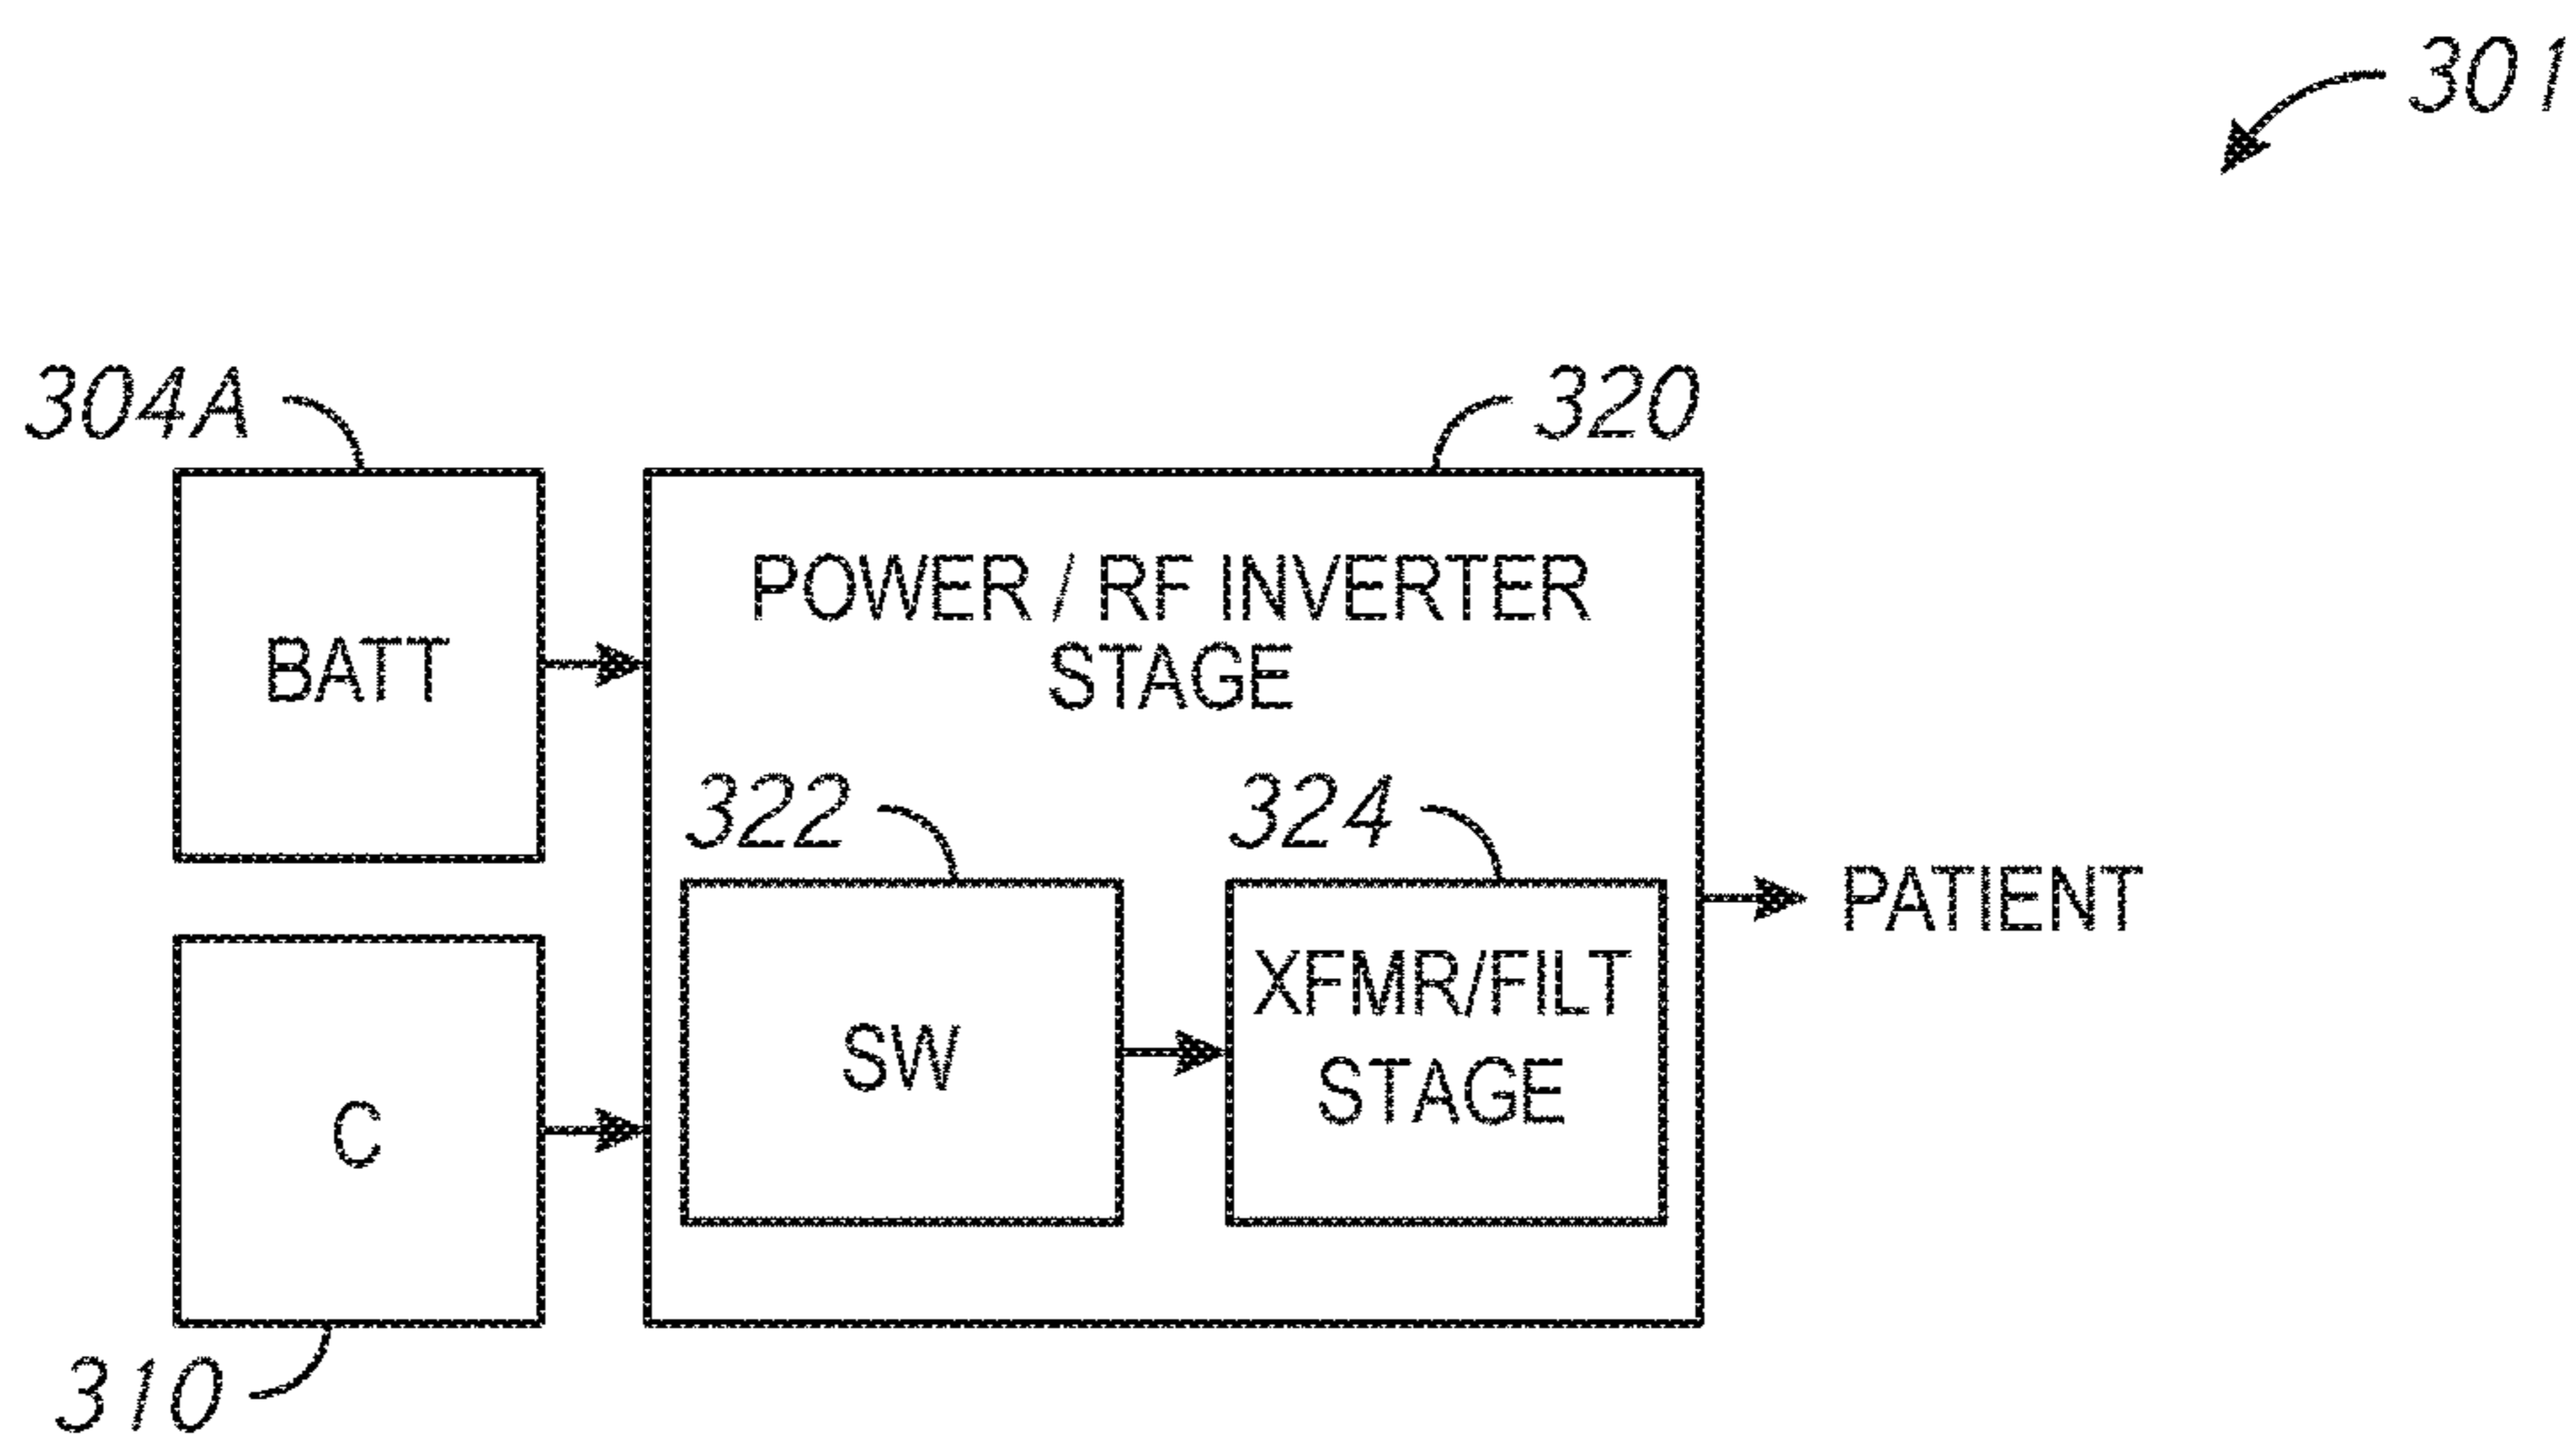 301
304A
320
BATT
POWER / RF INVERTER
STAGE
322
324
PATIENT
SW
XFMR/FILT
STAGE
C
310